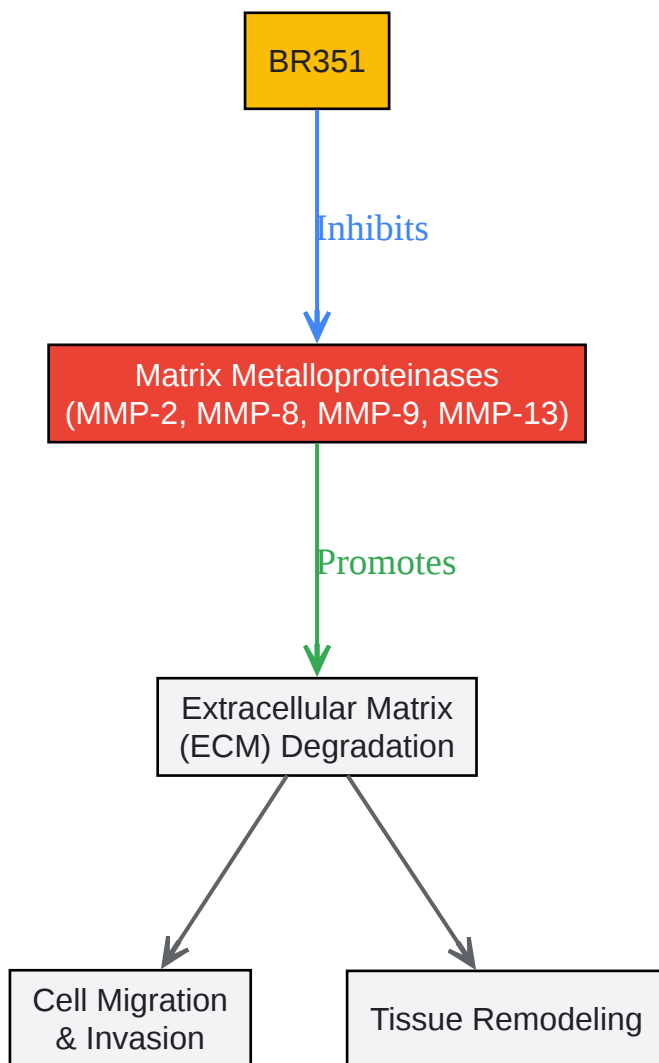 BR351
Inhibits
Matrix Metalloproteinases
(MMP-2, MMP-8, MMP-9, MMP-13)
Promotes
Extracellular Matrix
(ECM) Degradation
Cell Migration
& Invasion
Tissue Remodeling